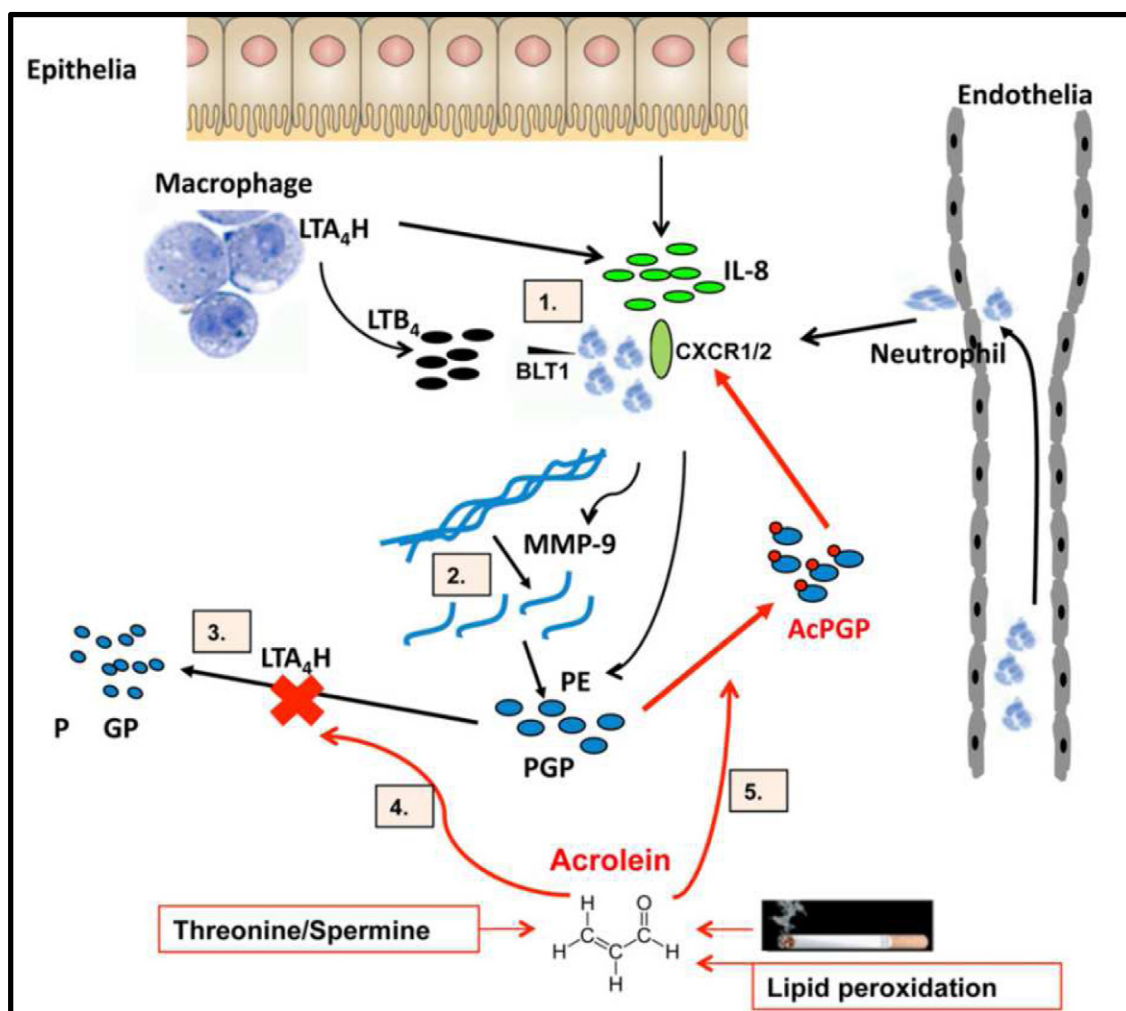 Epithelia
Endothelia
Macrophage
LTA₄H
IL-8
1.
LTB₄
BLT1
CXCR1/2
Neutrophil
MMP-9
2.
AcPGP
3.
LTA₄H
PE
P GP
PGP
4.
5.
Acrolein
H
O
Threonine/Spermine
H
C
C
C
H
H
H
Lipid peroxidation